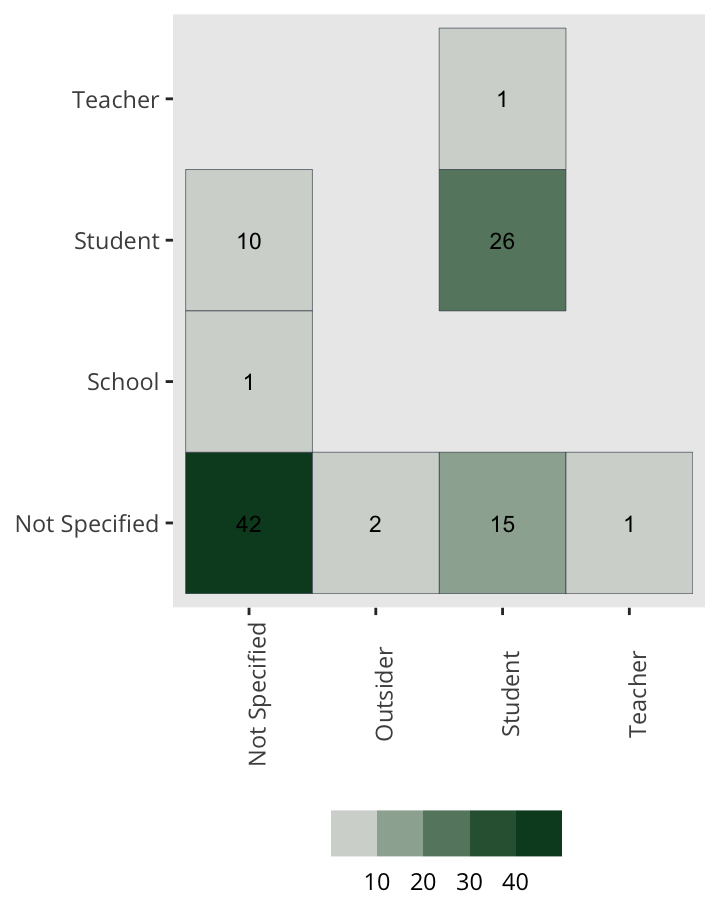 Teacher
1
Student
10
26
School
1
Not Specified
42
2
15
1
Not Specified
Outsider
Student
Teacher
10 20 30 40